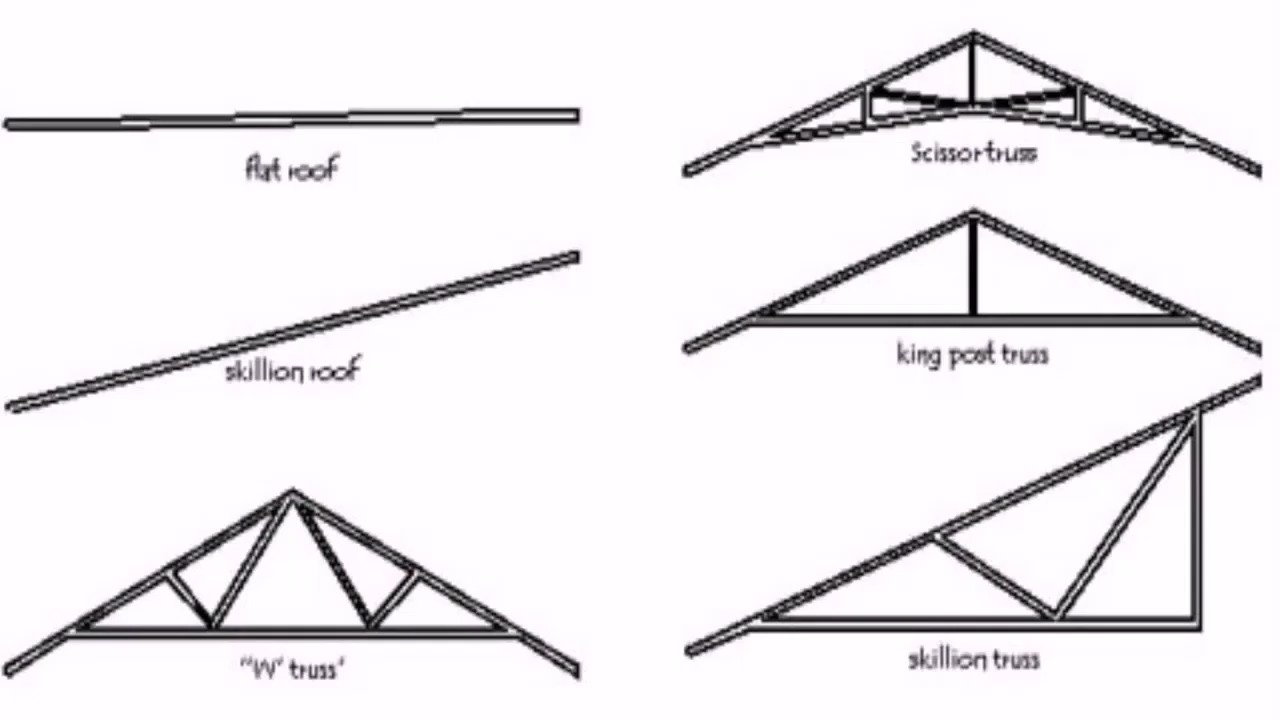 flat roof
Scissor truss
skillion roof
king post truss
"W' truss'
skillion truss